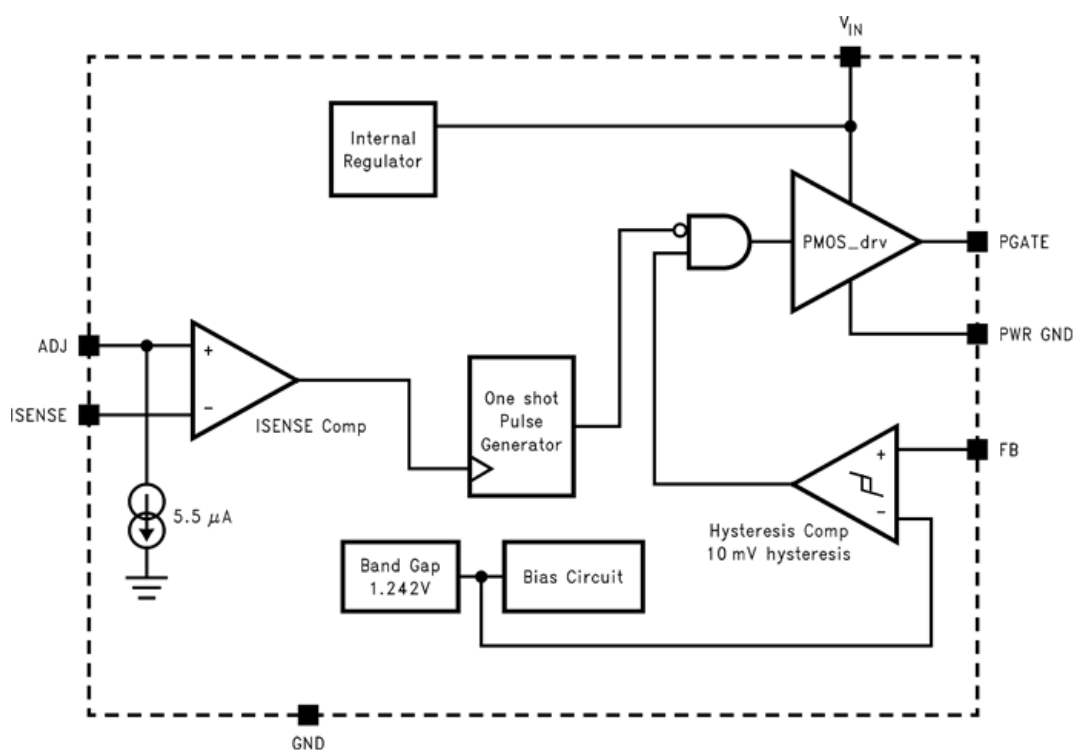 VIN
Internal
Regulator
PMOS_drv
PGATE
PWR GND
ADJ
+
-
ISENSE
ISENSE Comp
One shot
Pulse
Generator
FB
+
-
5.5 µA
Hysteresis Comp
10 mV hysteresis
Band Gap
1.242V
Bias Circuit
GND